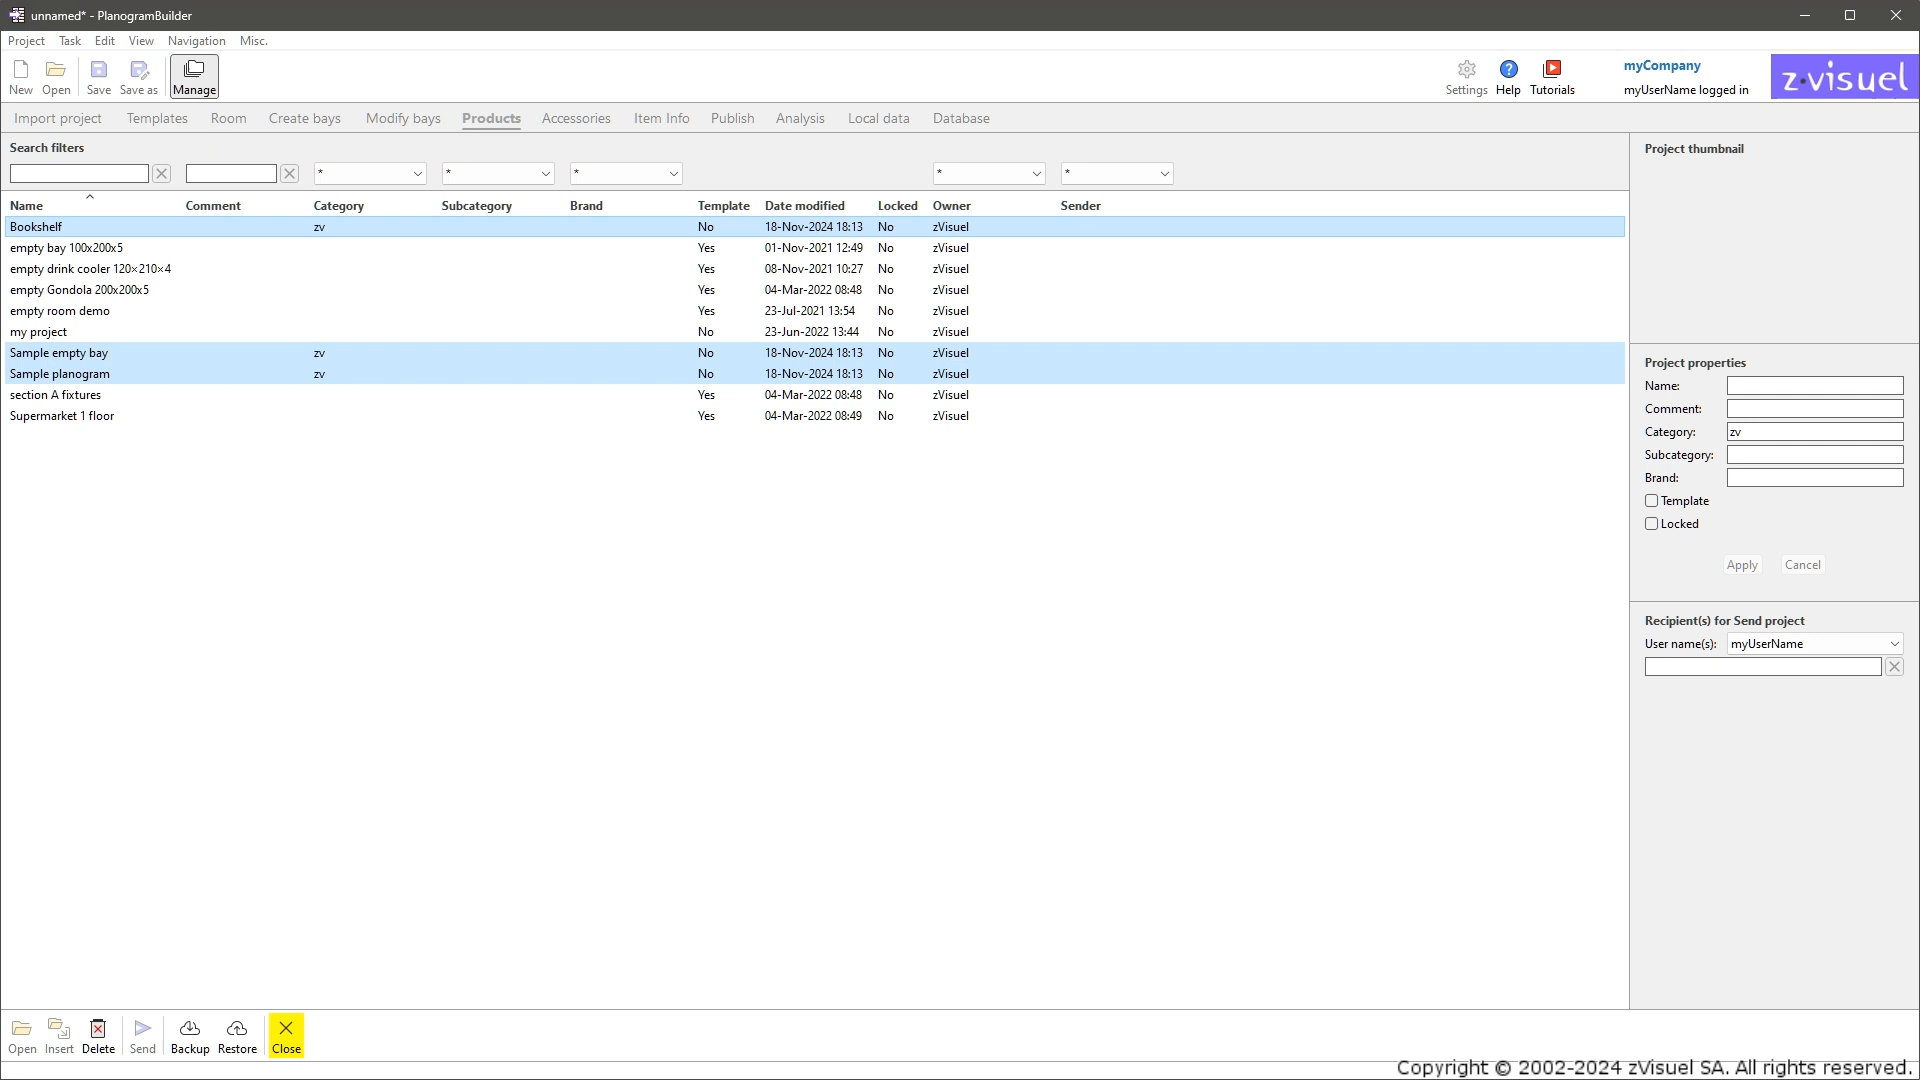 unnamed* - PlanogramBuilder
Project Task Edit View Navigation Misc.
New Open Save Save as Manage Settings Help Tutorials
myCompany
myUserName logged in
z·visuel
Import project Templates Room Create bays Modify bays Products Accessories Item Info Publish Analysis Local data Database
Search filters
* * * * *
Name Comment Category Subcategory Brand Template Date modified Locked Owner Sender
Bookshelf zv No 18-Nov-2024 18:13 No zVisuel
empty bay 100x200x5 Yes 01-Nov-2021 12:49 No zVisuel
empty drink cooler 120×210×4 Yes 08-Nov-2021 10:27 No zVisuel
empty Gondola 200x200x5 Yes 04-Mar-2022 08:48 No zVisuel
empty room demo Yes 23-Jul-2021 13:54 No zVisuel
my project No 23-Jun-2022 13:44 No zVisuel
Sample empty bay zv No 18-Nov-2024 18:13 No zVisuel
Sample planogram zv No 18-Nov-2024 18:13 No zVisuel
section A fixtures Yes 04-Mar-2022 08:48 No zVisuel
Supermarket 1 floor Yes 04-Mar-2022 08:49 No zVisuel
Project thumbnail
Project properties
Name:
Comment:
Category: zv
Subcategory:
Brand:
Template
Locked
Apply Cancel
Recipient(s) for Send project
User name(s): myUserName
Open Insert Delete Send Backup Restore Close
Copyright © 2002-2024 zVisuel SA. All rights reserved.